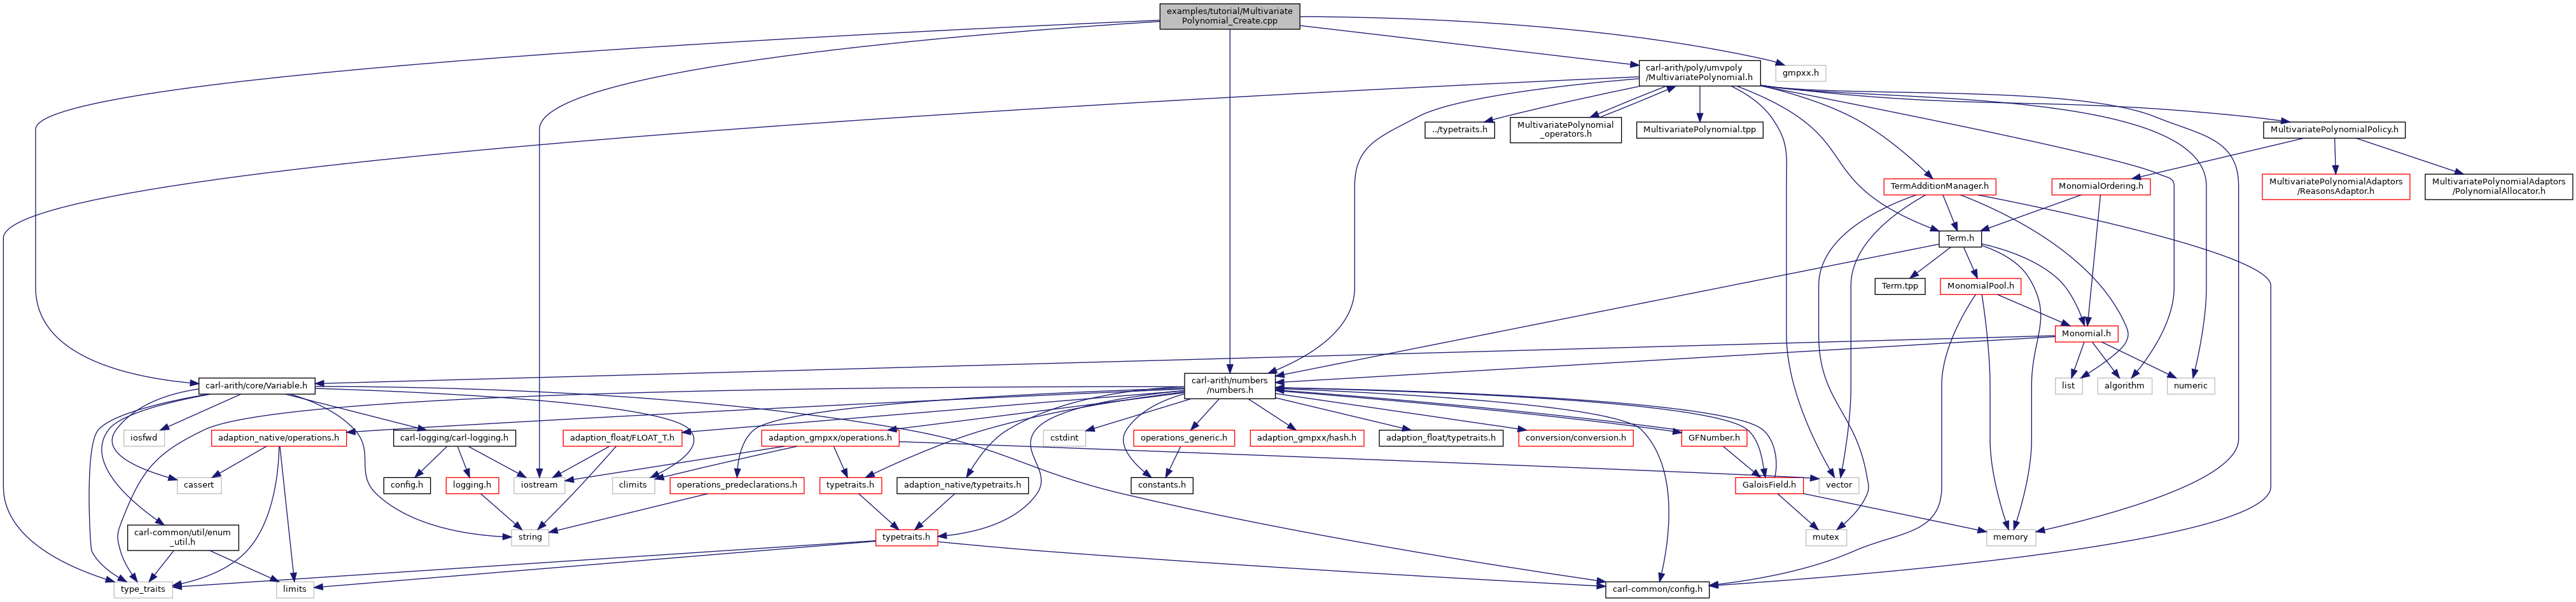 examples/tutorial/Multivariate
Polynomial_Create.cpp
carl-arith/poly/umvpoly
/MultivariatePolynomial.h
gmpxx.h
../typetraits.h
MultivariatePolynomial
_operators.h
MultivariatePolynomial.tpp
MultivariatePolynomialPolicy.h
TermAdditionManager.h
MonomialOrdering.h
MultivariatePolynomialAdaptors
/ReasonsAdaptor.h
MultivariatePolynomialAdaptors
/PolynomialAllocator.h
Term.h
Term.tpp
MonomialPool.h
Monomial.h
carl-arith/core/Variable.h
carl-arith/numbers
/numbers.h
list
algorithm
numeric
iosfwd
adaption_native/operations.h
carl-logging/carl-logging.h
adaption_float/FLOAT_T.h
adaption_gmpxx/operations.h
cstdint
operations_generic.h
adaption_gmpxx/hash.h
adaption_float/typetraits.h
conversion/conversion.h
GFNumber.h
cassert
config.h
logging.h
iostream
climits
operations_predeclarations.h
typetraits.h
adaption_native/typetraits.h
constants.h
GaloisField.h
vector
carl-common/util/enum
_util.h
string
typetraits.h
mutex
memory
type_traits
limits
carl-common/config.h